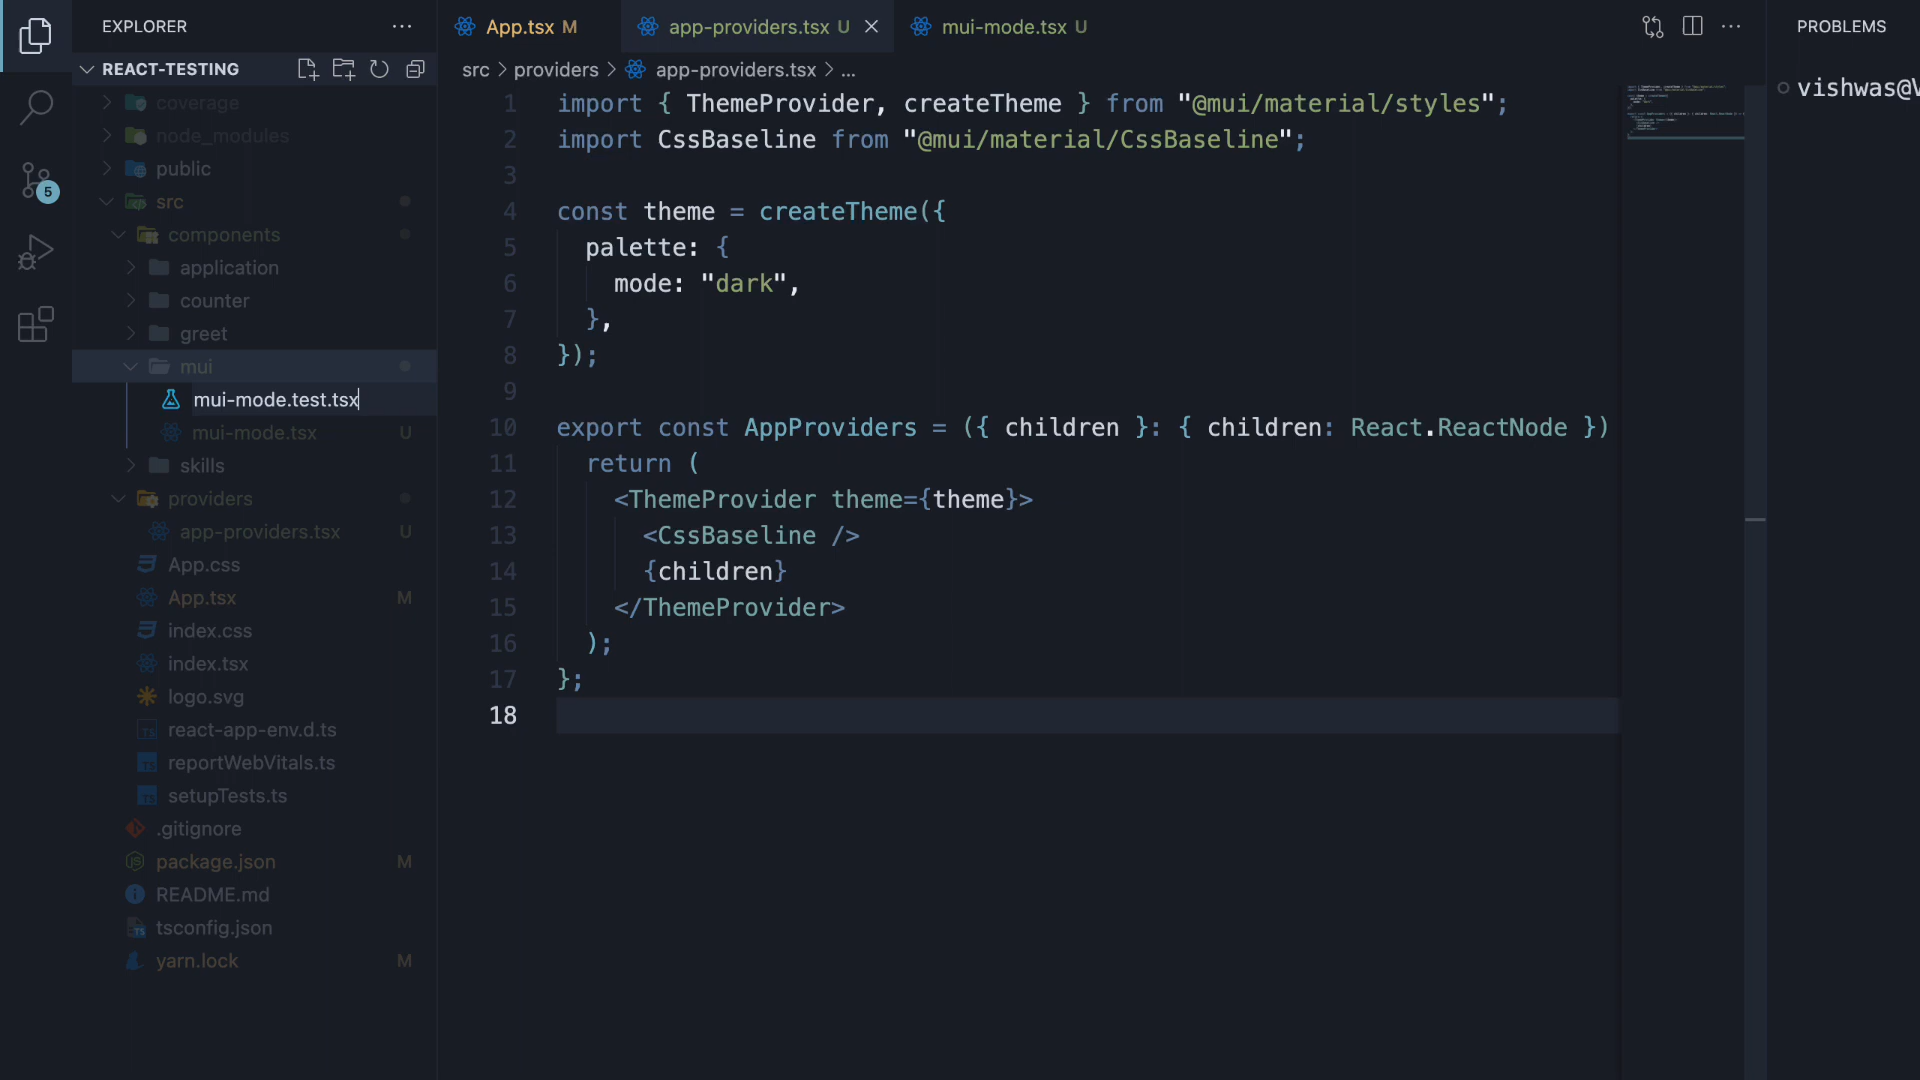 EXPLORER
REACT-TESTING
coverage
node_modules
public
src
components
application
counter
greet
mui
mui-mode.test.tsx
mui-mode.tsx U
skills
providers
app-providers.tsx U
App.css
App.tsx M
index.css
index.tsx
logo.svg
react-app-env.d.ts
reportWebVitals.ts
setupTests.ts
.gitignore
package.json M
README.md
tsconfig.json
yarn.lock M
5
App.tsx M
app-providers.tsx U
mui-mode.tsx U
src > providers > app-providers.tsx > ...
1 import { ThemeProvider, createTheme } from "@mui/material/styles";
2 import CssBaseline from "@mui/material/CssBaseline";
3
4 const theme = createTheme({
5 palette: {
6 mode: "dark",
7 },
8 });
9
10 export const AppProviders = ({ children }: { children: React.ReactNode })
11 return (
12 <ThemeProvider theme={theme}>
13 <CssBaseline />
14 {children}
15 </ThemeProvider>
16 );
17 };
18
PROBLEMS
vishwas@